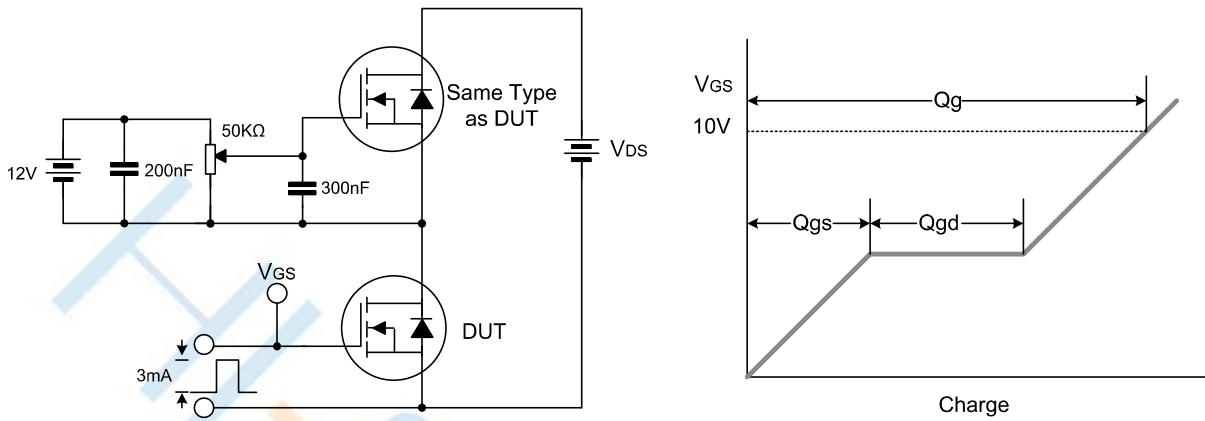 12V
200nF
50KΩ
300nF
Same Type
as DUT
VDS
VGS
3mA
DUT
VGS
10V
Qg
Qgs
Qgd
Charge